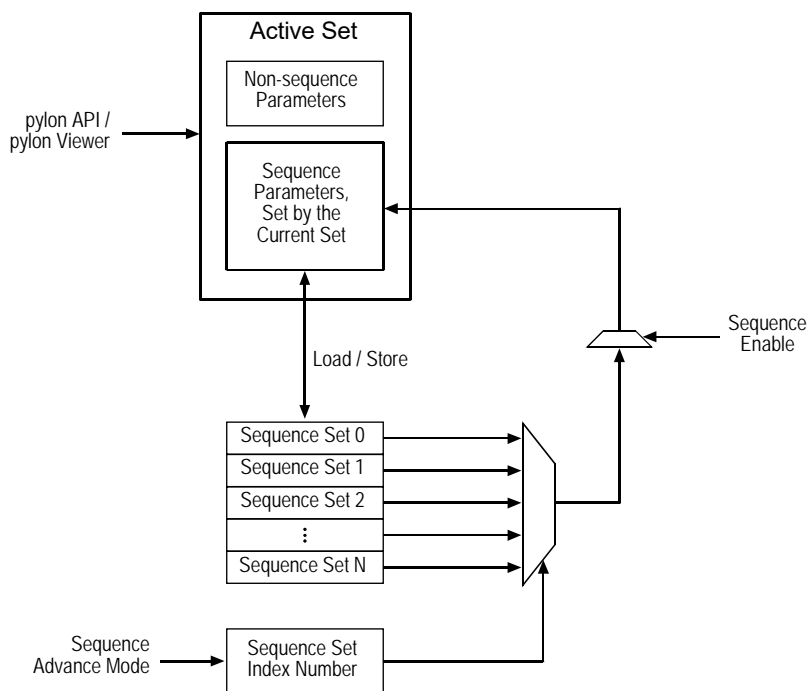 Active Set
Non-sequence
Parameters
pylon API /
pylon Viewer
Sequence
Parameters,
Set by the
Current Set
Sequence
Enable
Load / Store
Sequence Set 0
Sequence Set 1
Sequence Set 2
⋮
Sequence Set N
Sequence
Advance Mode
Sequence Set
Index Number